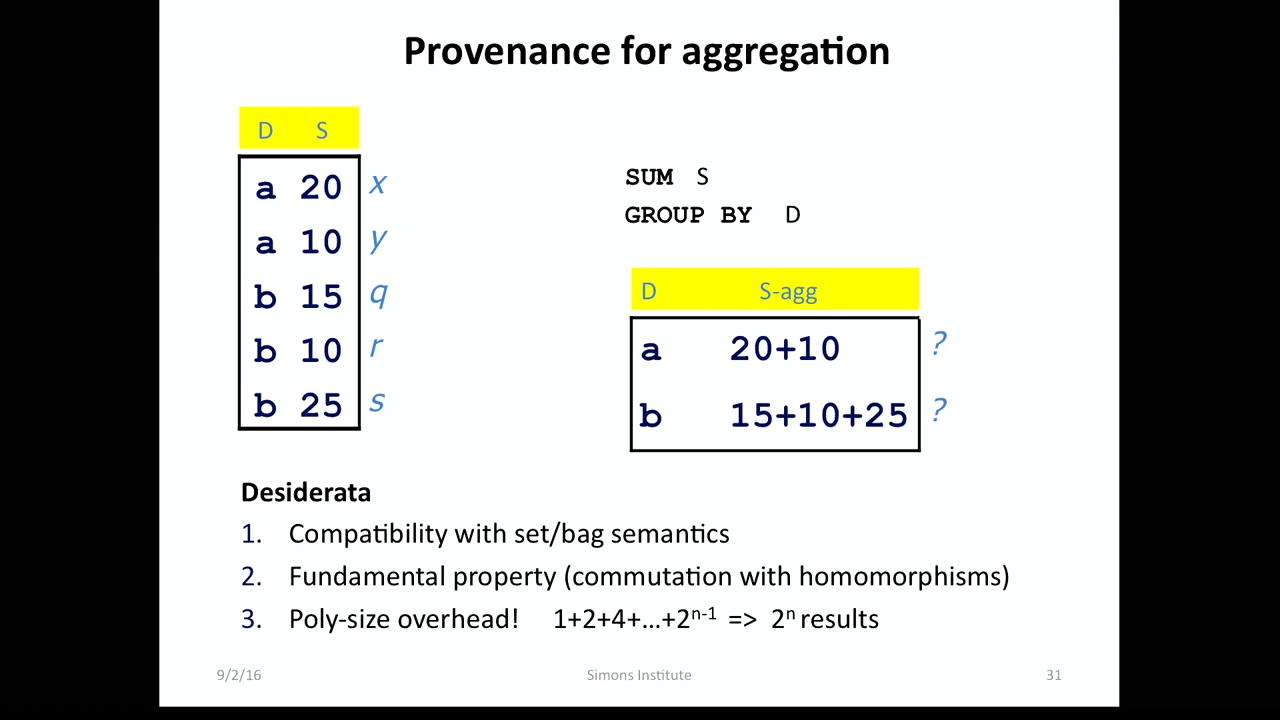 Provenance for aggregation
D S
a 20 x
a 10 y
b 15 q
b 10 r
b 25 s
SUM S
GROUP BY D
D S-agg
a 20+10 ?
b 15+10+25 ?
Desiderata
1. Compatibility with set/bag semantics
2. Fundamental property (commutation with homomorphisms)
3. Poly-size overhead! 1+2+4+...+2ⁿ⁻¹ => 2ⁿ results
9/2/16 Simons Institute 31